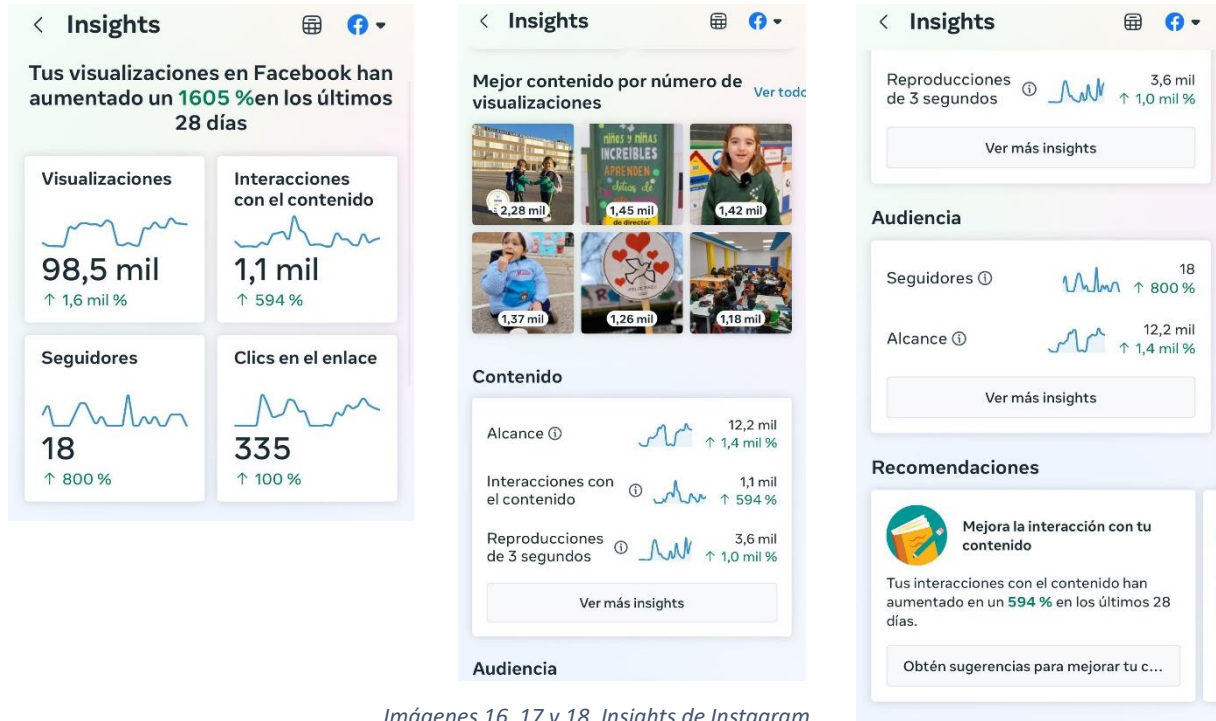 Insights
Tus visualizaciones en Facebook han
aumentado un 1605 %en los últimos
28 días
Visualizaciones
98,5 mil
↑ 1,6 mil %
Interacciones
con el contenido
1,1 mil
↑ 594 %
Seguidores
18
↑ 800 %
Clics en el enlace
335
↑ 100 %
Insights
Mejor contenido por número de
visualizaciones
Ver todo
2,28 mil
niños y niñas
INCREÍBLES
APRENDEN
detrás de
1,45 mil
de director
1,42 mil
1,37 mil
1,26 mil
1,18 mil
Contenido
Alcance
12,2 mil
↑ 1,4 mil %
Interacciones con
el contenido
1,1 mil
↑ 594 %
Reproducciones
de 3 segundos
3,6 mil
↑ 1,0 mil %
Ver más insights
Audiencia
Insights
Reproducciones
de 3 segundos
3,6 mil
↑ 1,0 mil %
Ver más insights
Audiencia
Seguidores
18
↑ 800 %
Alcance
12,2 mil
↑ 1,4 mil %
Ver más insights
Recomendaciones
Mejora la interacción con tu
contenido
Tus interacciones con el contenido han
aumentado en un 594 % en los últimos 28
días.
Obtén sugerencias para mejorar tu c...
Imágenes 16, 17 y 18. Insights de Instagram